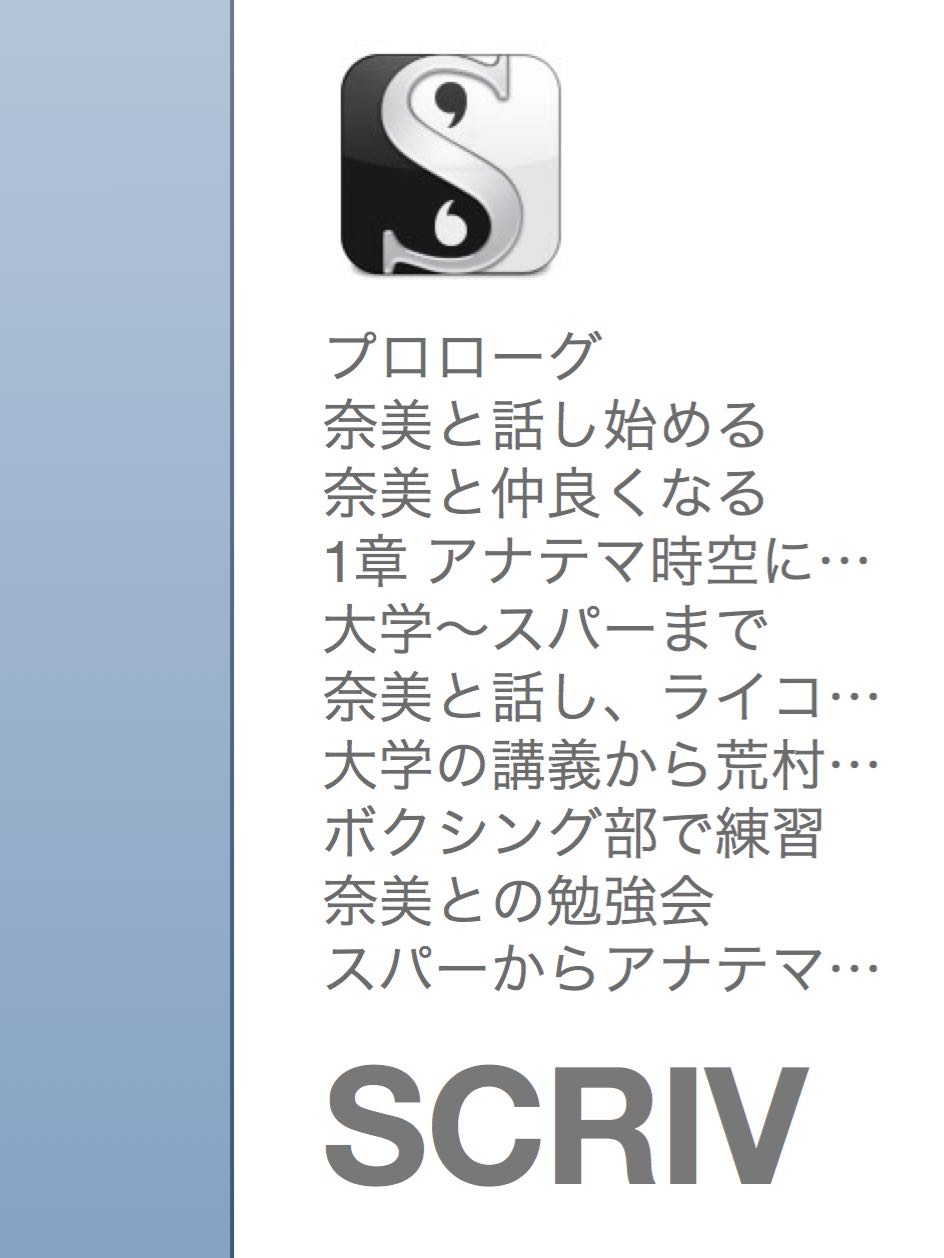 プロローグ
奈美と話し始める
奈美と仲良くなる
1章 アナテマ時空に…
大学〜スパーまで
奈美と話し、ライコ…
大学の講義から荒村…
ボクシング部で練習
奈美との勉強会
スパーからアナテマ…
SCRIV